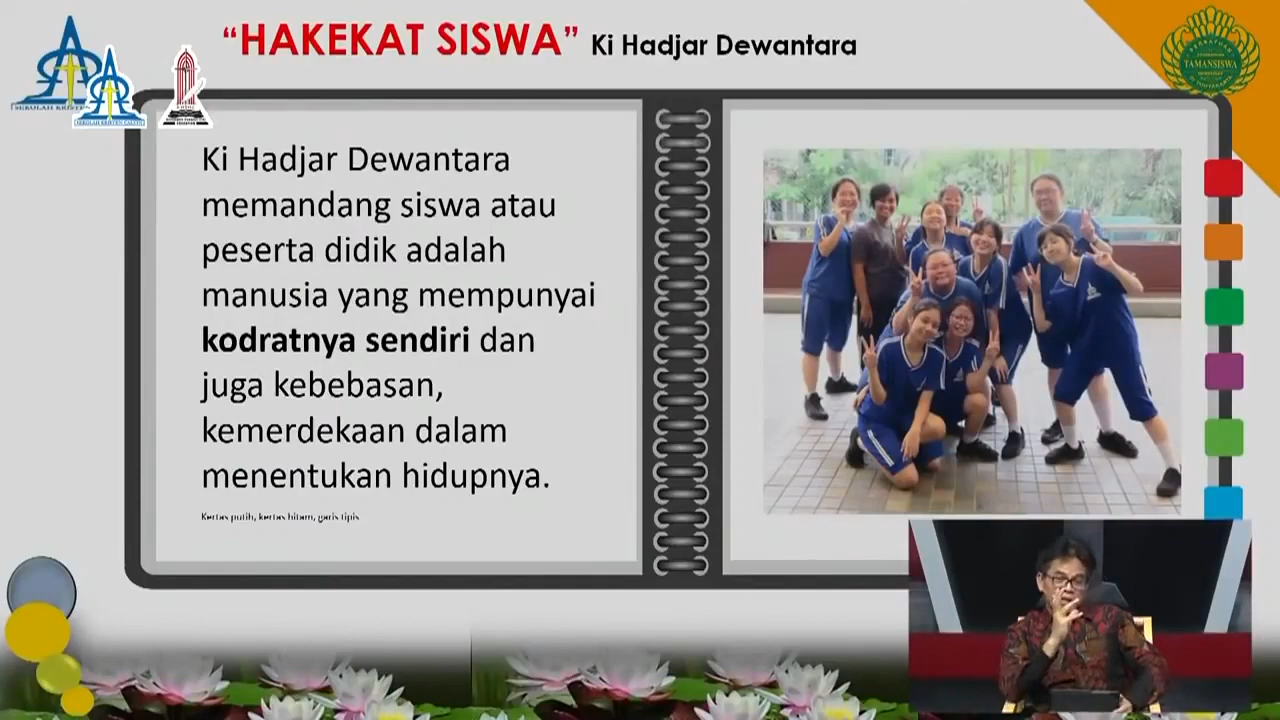 “HAKEKAT SISWA” Ki Hadjar Dewantara
TAMANSISWA
Ki Hadjar Dewantara
memandang siswa atau
peserta didik adalah
manusia yang mempunyai
kodratnya sendiri dan
juga kebebasan,
kemerdekaan dalam
menentukan hidupnya.
Kertas putih, kertas hitam, garis tipis